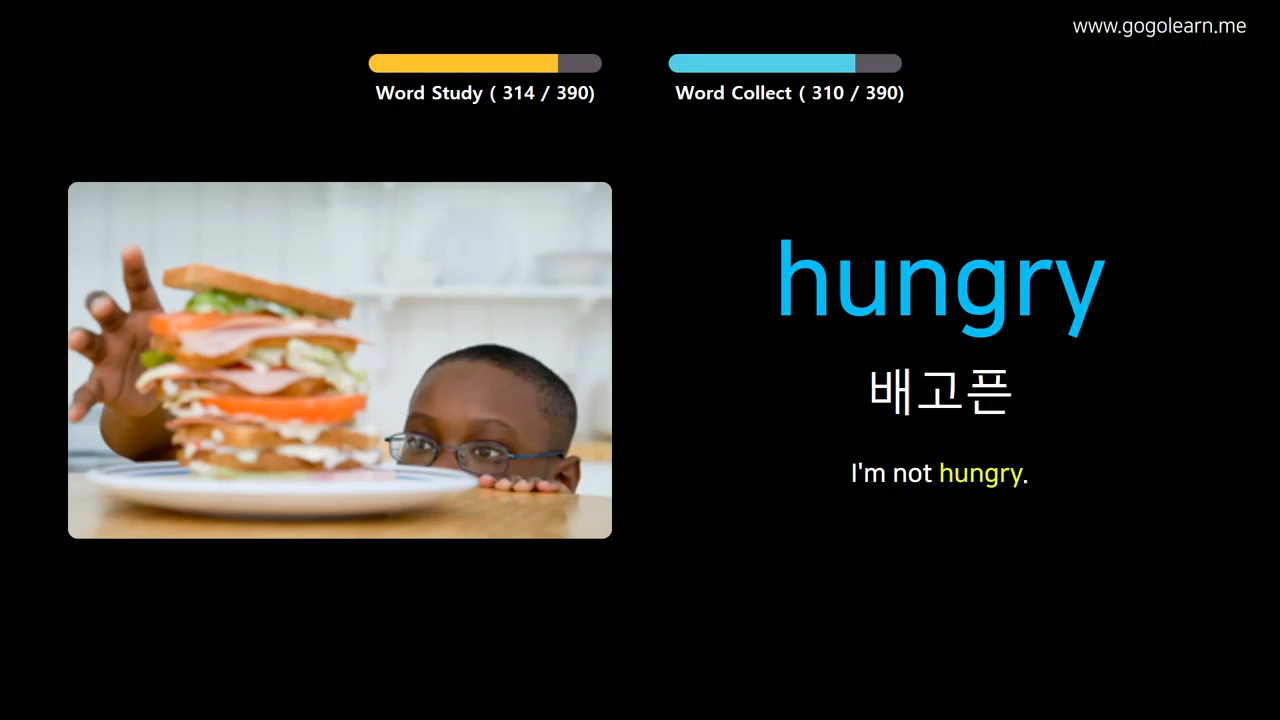 www.gogolearn.me
Word Study ( 314 / 390)
Word Collect ( 310 / 390)
hungry
배고픈
I'm not hungry.